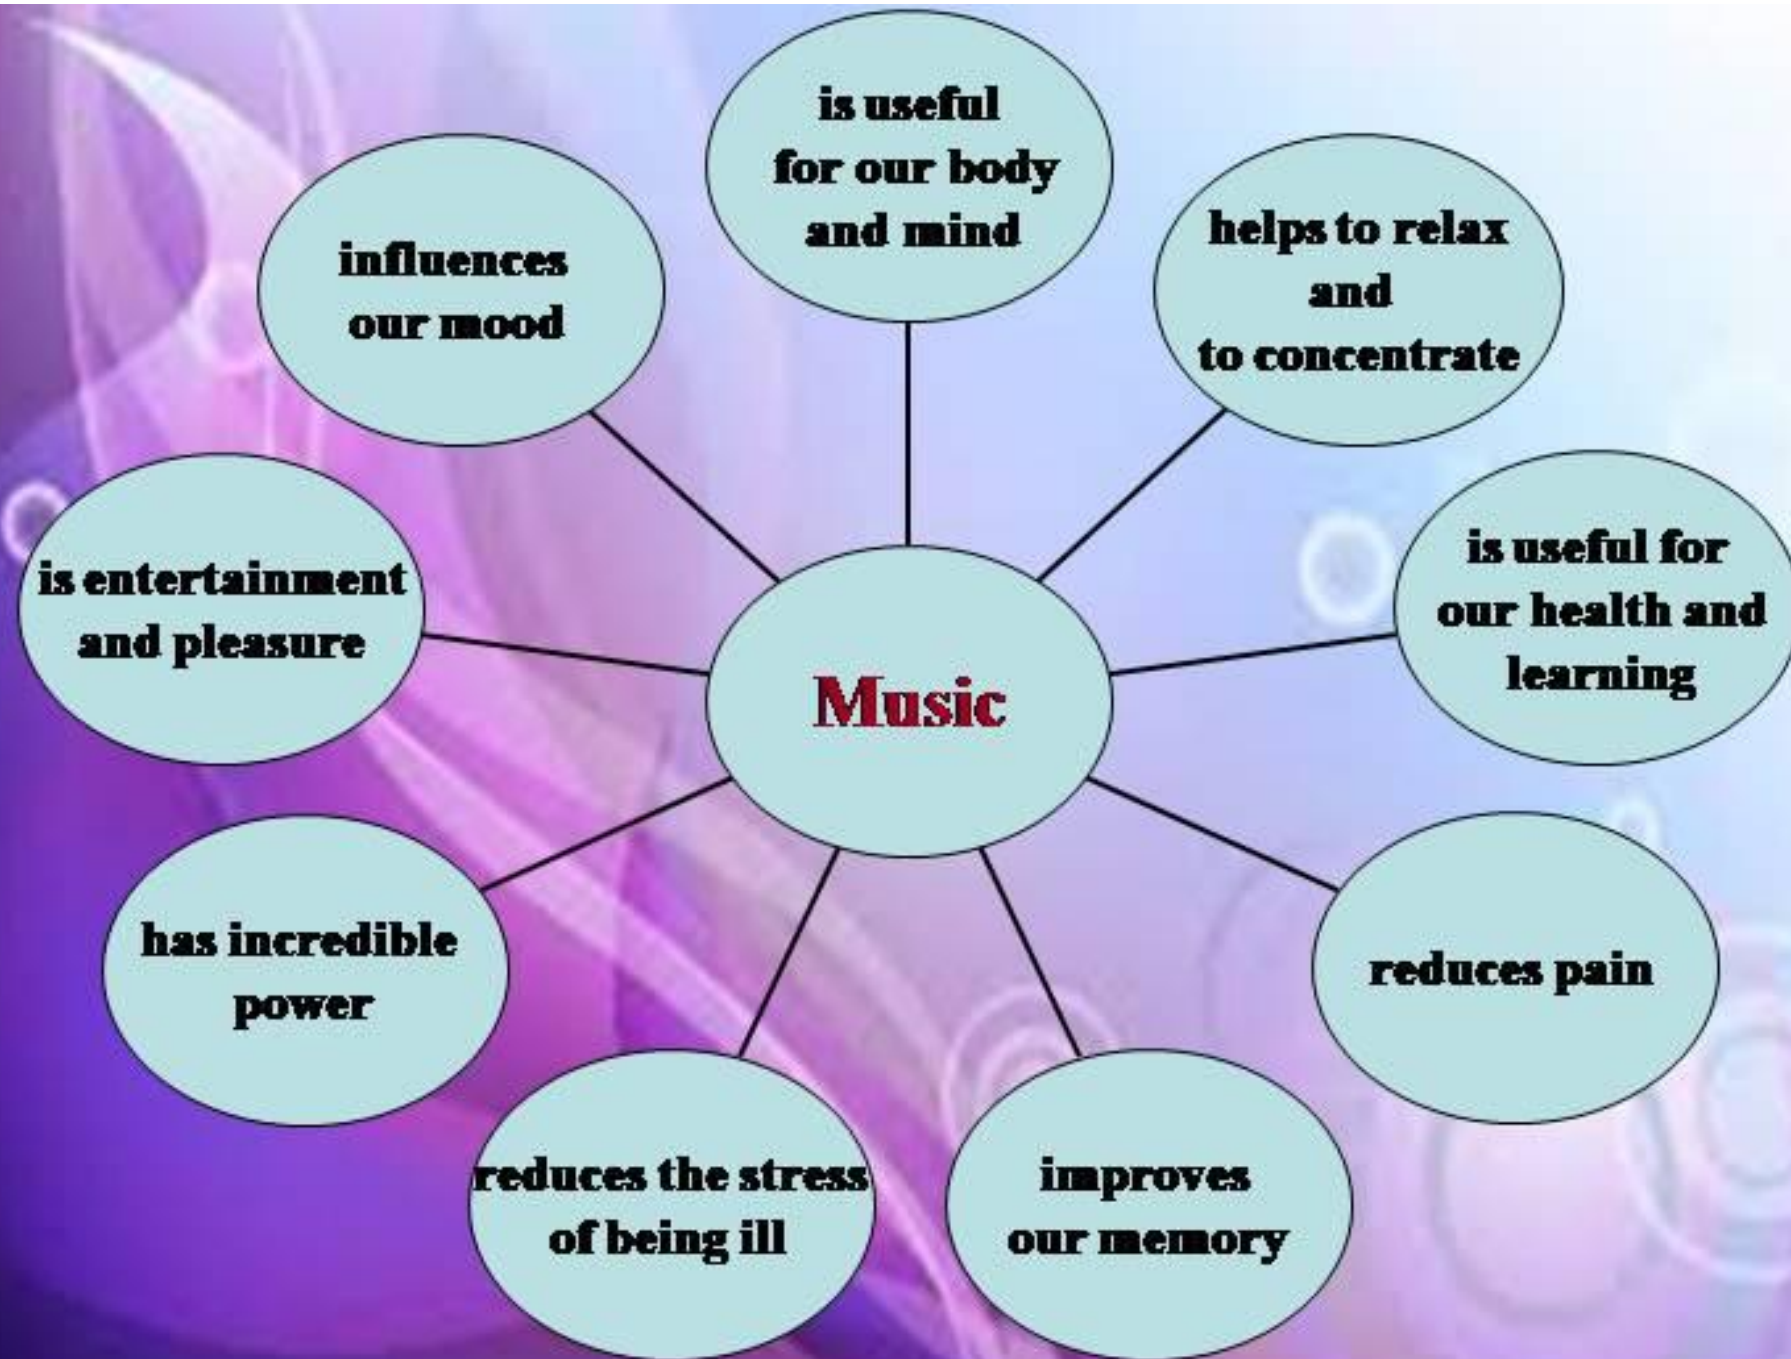 is useful
for our body
and mind
helps to relax
and
to concentrate
is useful for
our health and
learning
reduces pain
improves
our memory
reduces the stress
of being ill
has incredible
power
is entertainment
and pleasure
influences
our mood
Music